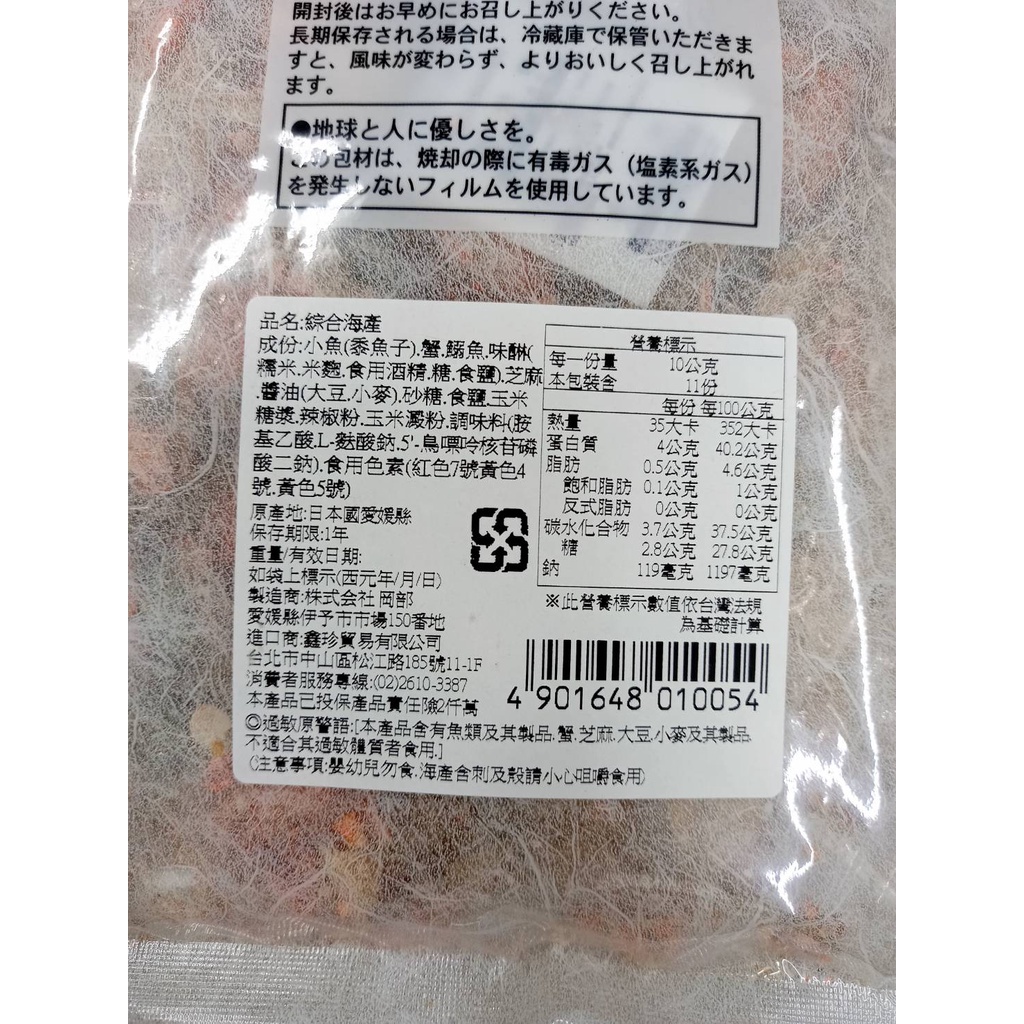 開封後はお早めにお召し上がりください。
長期保存される場合は、冷蔵庫で保管いただきま
すと、風味が変わらず、よりおいしく召し上がれ
ます。
●地球と人に優しさを。
包材は、焼却の際に有毒ガス（塩素系ガス）
を発生しないフィルムを使用しています。
品名:綜合海產
成份:小魚(黍魚子).蟹.鰯魚.味醂(
糯米.米麴.食用酒精.糖.食鹽).芝麻
.醬油(大豆.小麥).砂糖.食鹽.玉米
糖漿.辣椒粉.玉米澱粉.調味料(胺
基乙酸.L-麩酸鈉.5'-鳥嘌呤核苷磷
酸二鈉).食用色素(紅色7號黃色4
號.黃色5號)
原產地:日本國愛媛縣
保存期限:1年
重量/有效日期:
如袋上標示(西元年/月/日)
製造商:株式会社 岡部
愛媛縣伊予市市場150番地
進口商:鑫珍貿易有限公司
台北市中山區松江路185號11-1F
消費者服務專線:(02)2610-3387
本產品已投保產品責任險2仟萬
營養標示
每一份量 10公克
本包裝含 11份
每份 每100公克
熱量 35大卡 352大卡
蛋白質 4公克 40.2公克
脂肪 0.5公克 4.6公克
飽和脂肪 0.1公克 1公克
反式脂肪 0公克 0公克
碳水化合物 3.7公克 37.5公克
糖 2.8公克 27.8公克
鈉 119毫克 1197毫克
※此營養標示數值依台灣法規
為基礎計算
4 901648 010054
◎過敏原警語:[本產品含有魚類及其製品.蟹.芝麻.大豆.小麥及其製品.
不適合其過敏體質者食用.]
(注意事項:嬰幼兒勿食.海產含刺及殼請小心咀嚼食用)